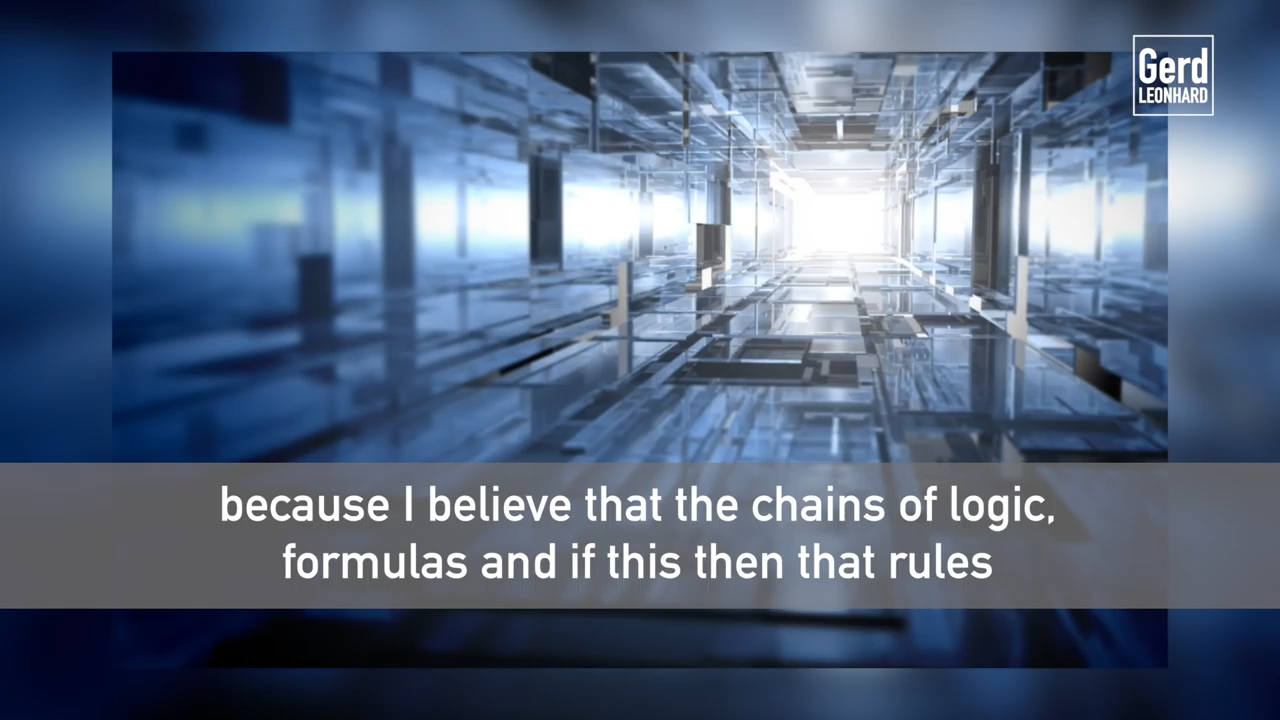 Gerd
LEONHARD
because I believe that the chains of logic,
formulas and if this then that rules